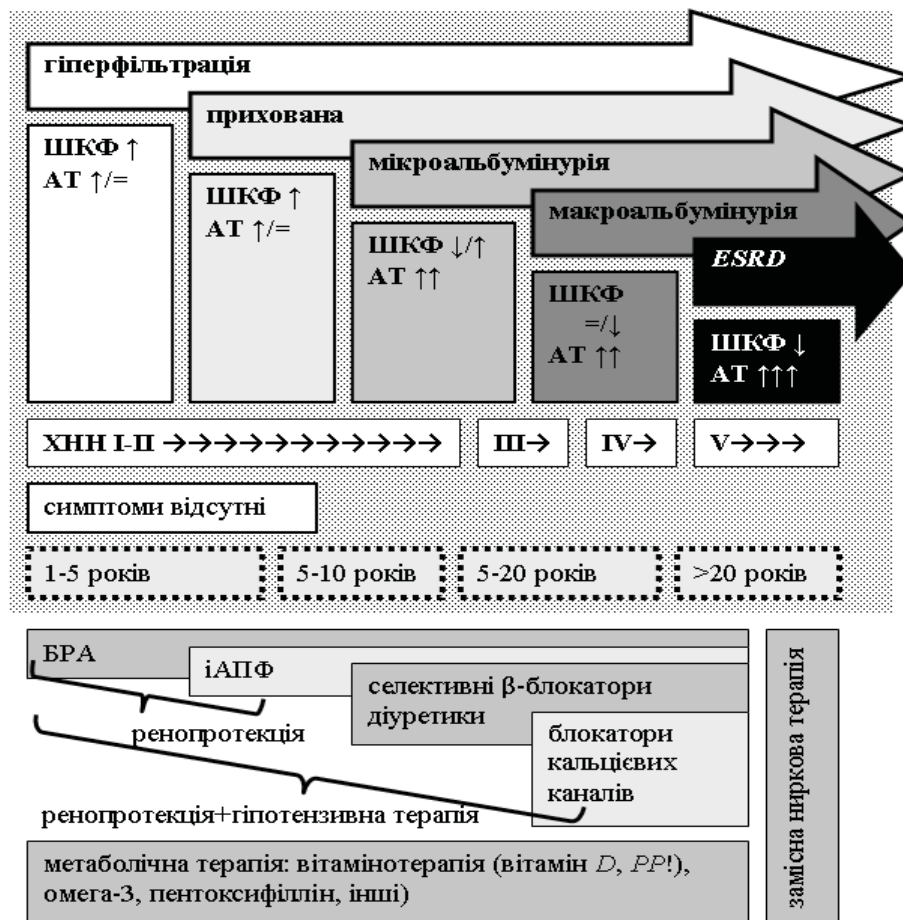 гіперфільтрація
прихована
мікроальбумінурія
макроальбумінурія
ESRD
ШКФ ↑
АТ ↑/=
ШКФ ↑
АТ ↑/=
ШКФ ↓/↑
АТ ↑↑
ШКФ
=/↓
АТ ↑↑
ШКФ ↓
АТ ↑↑↑
ХНН І-ІІ →→→→→→→→→→→→
ІІІ→
IV→
V→→→
симптоми відсутні
1-5 років
5-10 років
5-20 років
>20 років
БРА
іАПФ
селективні β-блокатори
діуретики
блокатори
кальцієвих
каналів
ренопротекція
ренопротекція+гіпотензивна терапія
метаболічна терапія: вітамінотерапія (вітамін D, PP!),
омега-3, пентоксифіллін, інші)
замісна ниркова терапія